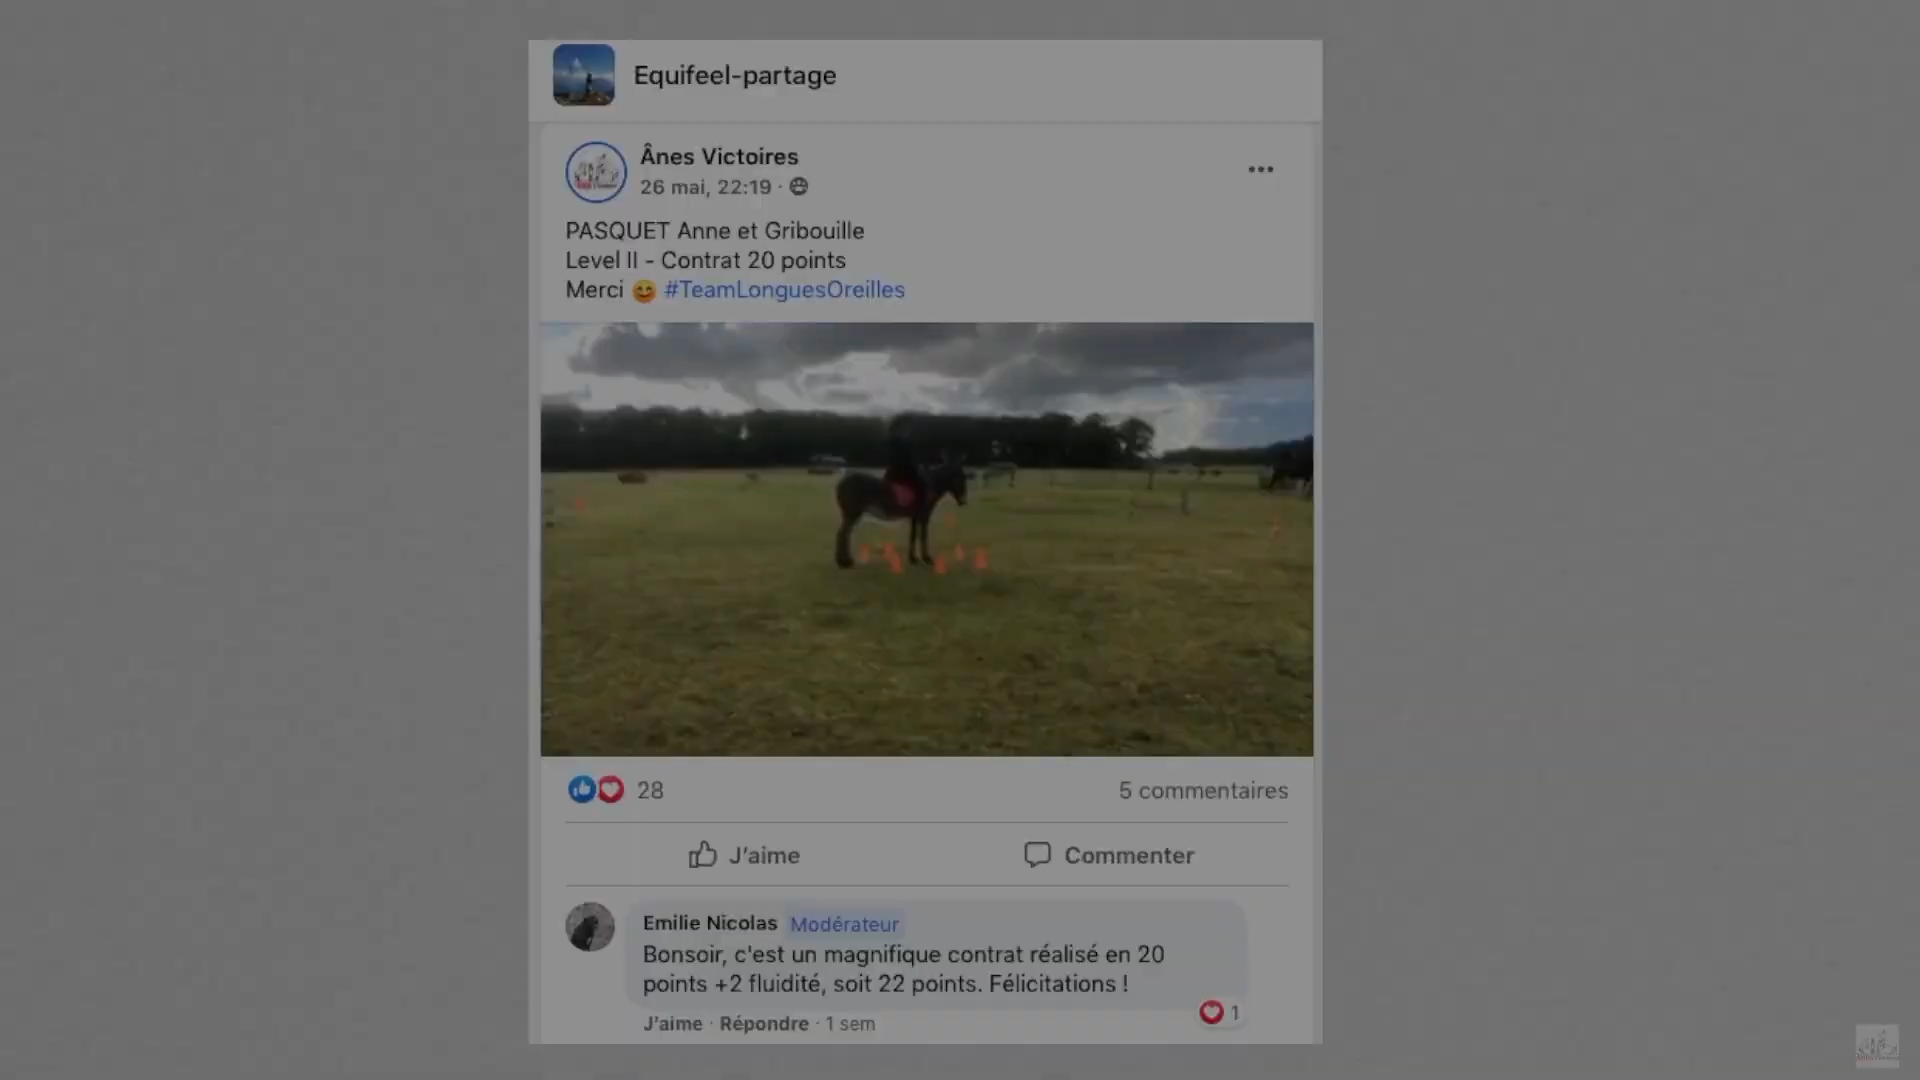 Equifeel-partage
Ânes Victoires
26 mai, 22:19 ·
PASQUET Anne et Gribouille
Level II - Contrat 20 points
Merci 😊 #TeamLonguesOreilles
28
5 commentaires
J'aime
Commenter
Emilie Nicolas Modérateur
Bonsoir, c'est un magnifique contrat réalisé en 20
points +2 fluidité, soit 22 points. Félicitations !
1
J'aime · Répondre · 1 sem